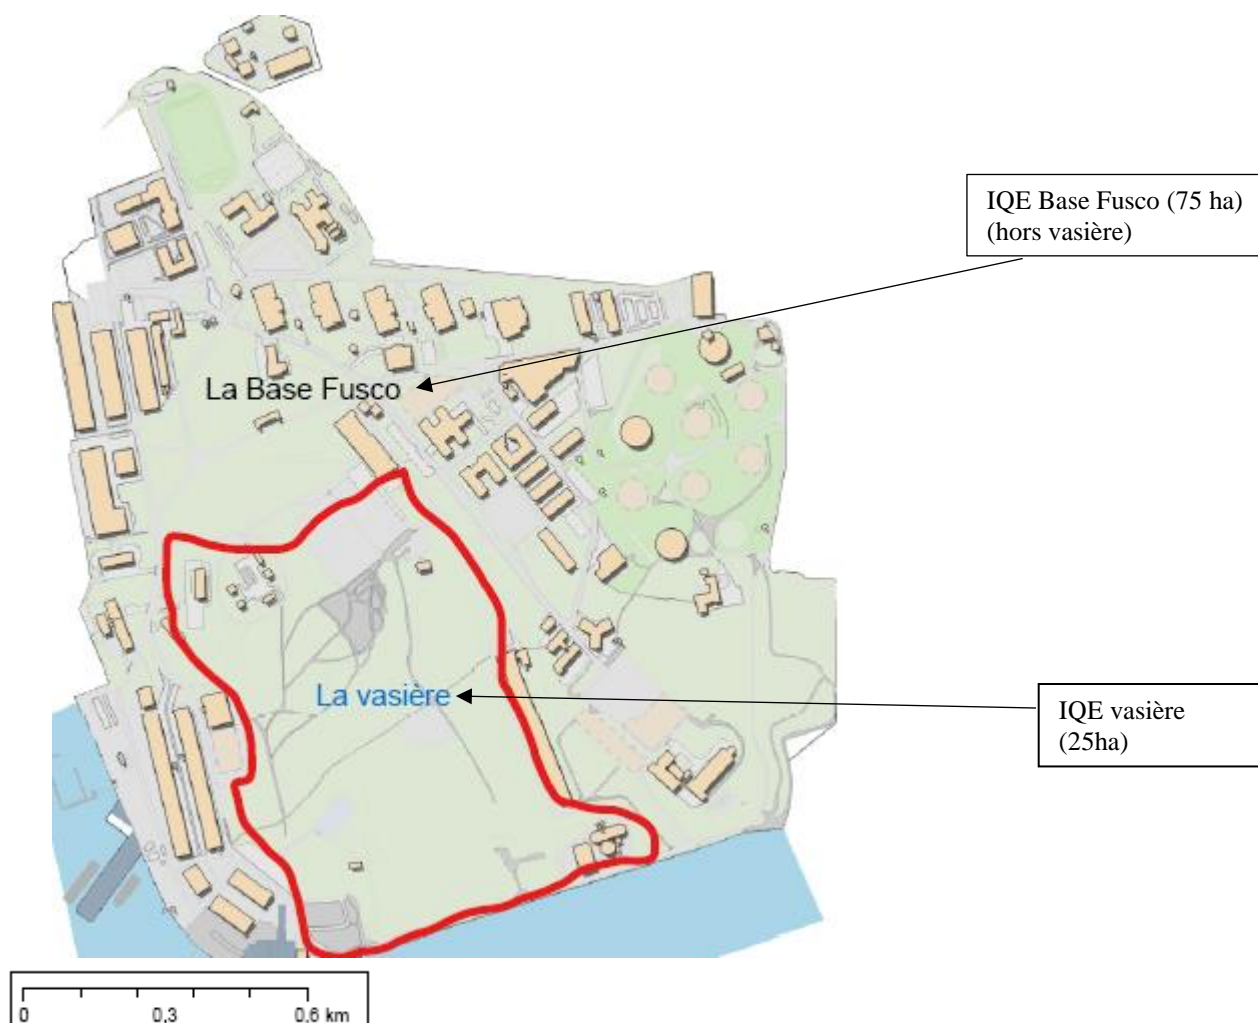 IQE Base Fusco (75 ha)
(hors vasière)
La Base Fusco
La vasière
IQE vasière
(25ha)
0 0,3 0,6 km